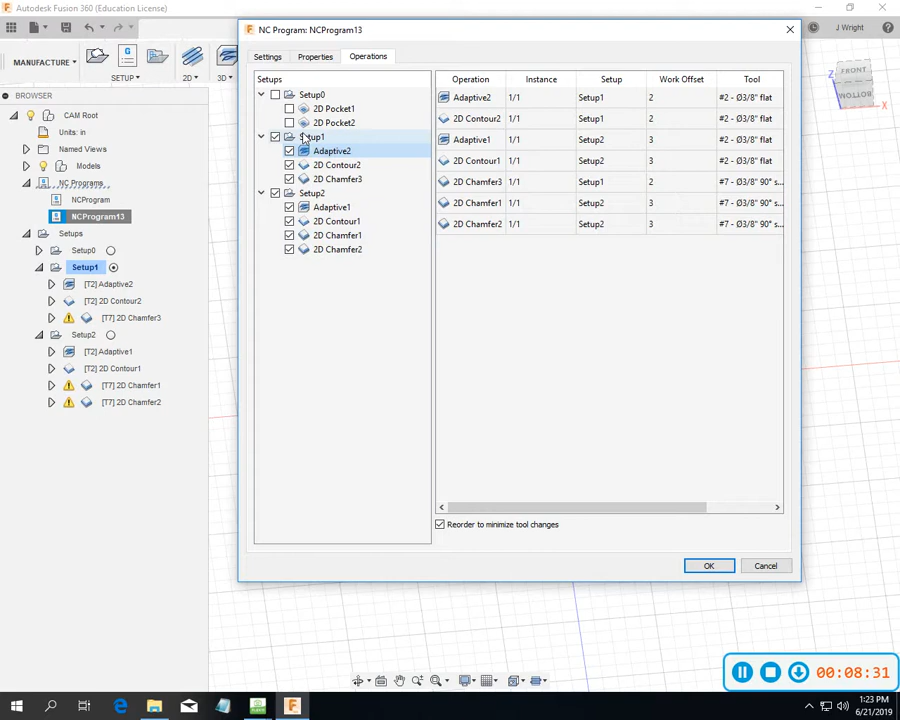 Autodesk Fusion 360 (Education License)
NC Program: NCProgram13
J Wright
MANUFACTURE
SETUP
2D
3D
Settings
Properties
Operations
FRONT
BOTTOM
Z
X
BROWSER
CAM Root
Units: in
Named Views
Models
NC Programs
NCProgram
NCProgram13
Setups
Setup0
Setup1
[T2] Adaptive2
[T2] 2D Contour2
[T7] 2D Chamfer3
Setup2
[T2] Adaptive1
[T2] 2D Contour1
[T7] 2D Chamfer1
[T7] 2D Chamfer2
Setups
Setup0
2D Pocket1
2D Pocket2
Setup1
Adaptive2
2D Contour2
2D Chamfer3
Setup2
Adaptive1
2D Contour1
2D Chamfer1
2D Chamfer2
Operation Instance Setup Work Offset Tool
Adaptive2 1/1 Setup1 2 #2 - Ø3/8" flat
2D Contour2 1/1 Setup1 2 #2 - Ø3/8" flat
Adaptive1 1/1 Setup2 3 #2 - Ø3/8" flat
2D Contour1 1/1 Setup2 3 #2 - Ø3/8" flat
2D Chamfer3 1/1 Setup1 2 #7 - Ø3/8" 90° s...
2D Chamfer1 1/1 Setup2 3 #7 - Ø3/8" 90° s...
2D Chamfer2 1/1 Setup2 3 #7 - Ø3/8" 90° s...
Reorder to minimize tool changes
OK
Cancel
00:08:31
1:23 PM
6/21/2019